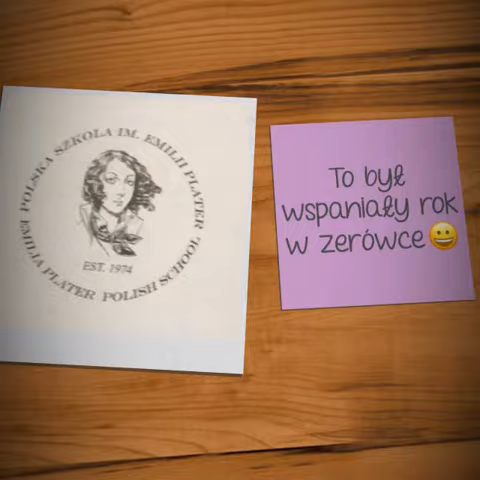 POLSKA SZKOŁA IM. EMILII PLATER
EMILIA PLATER POLISH SCHOOL
EST. 1974
To był
wspaniały rok
w zerówce😀